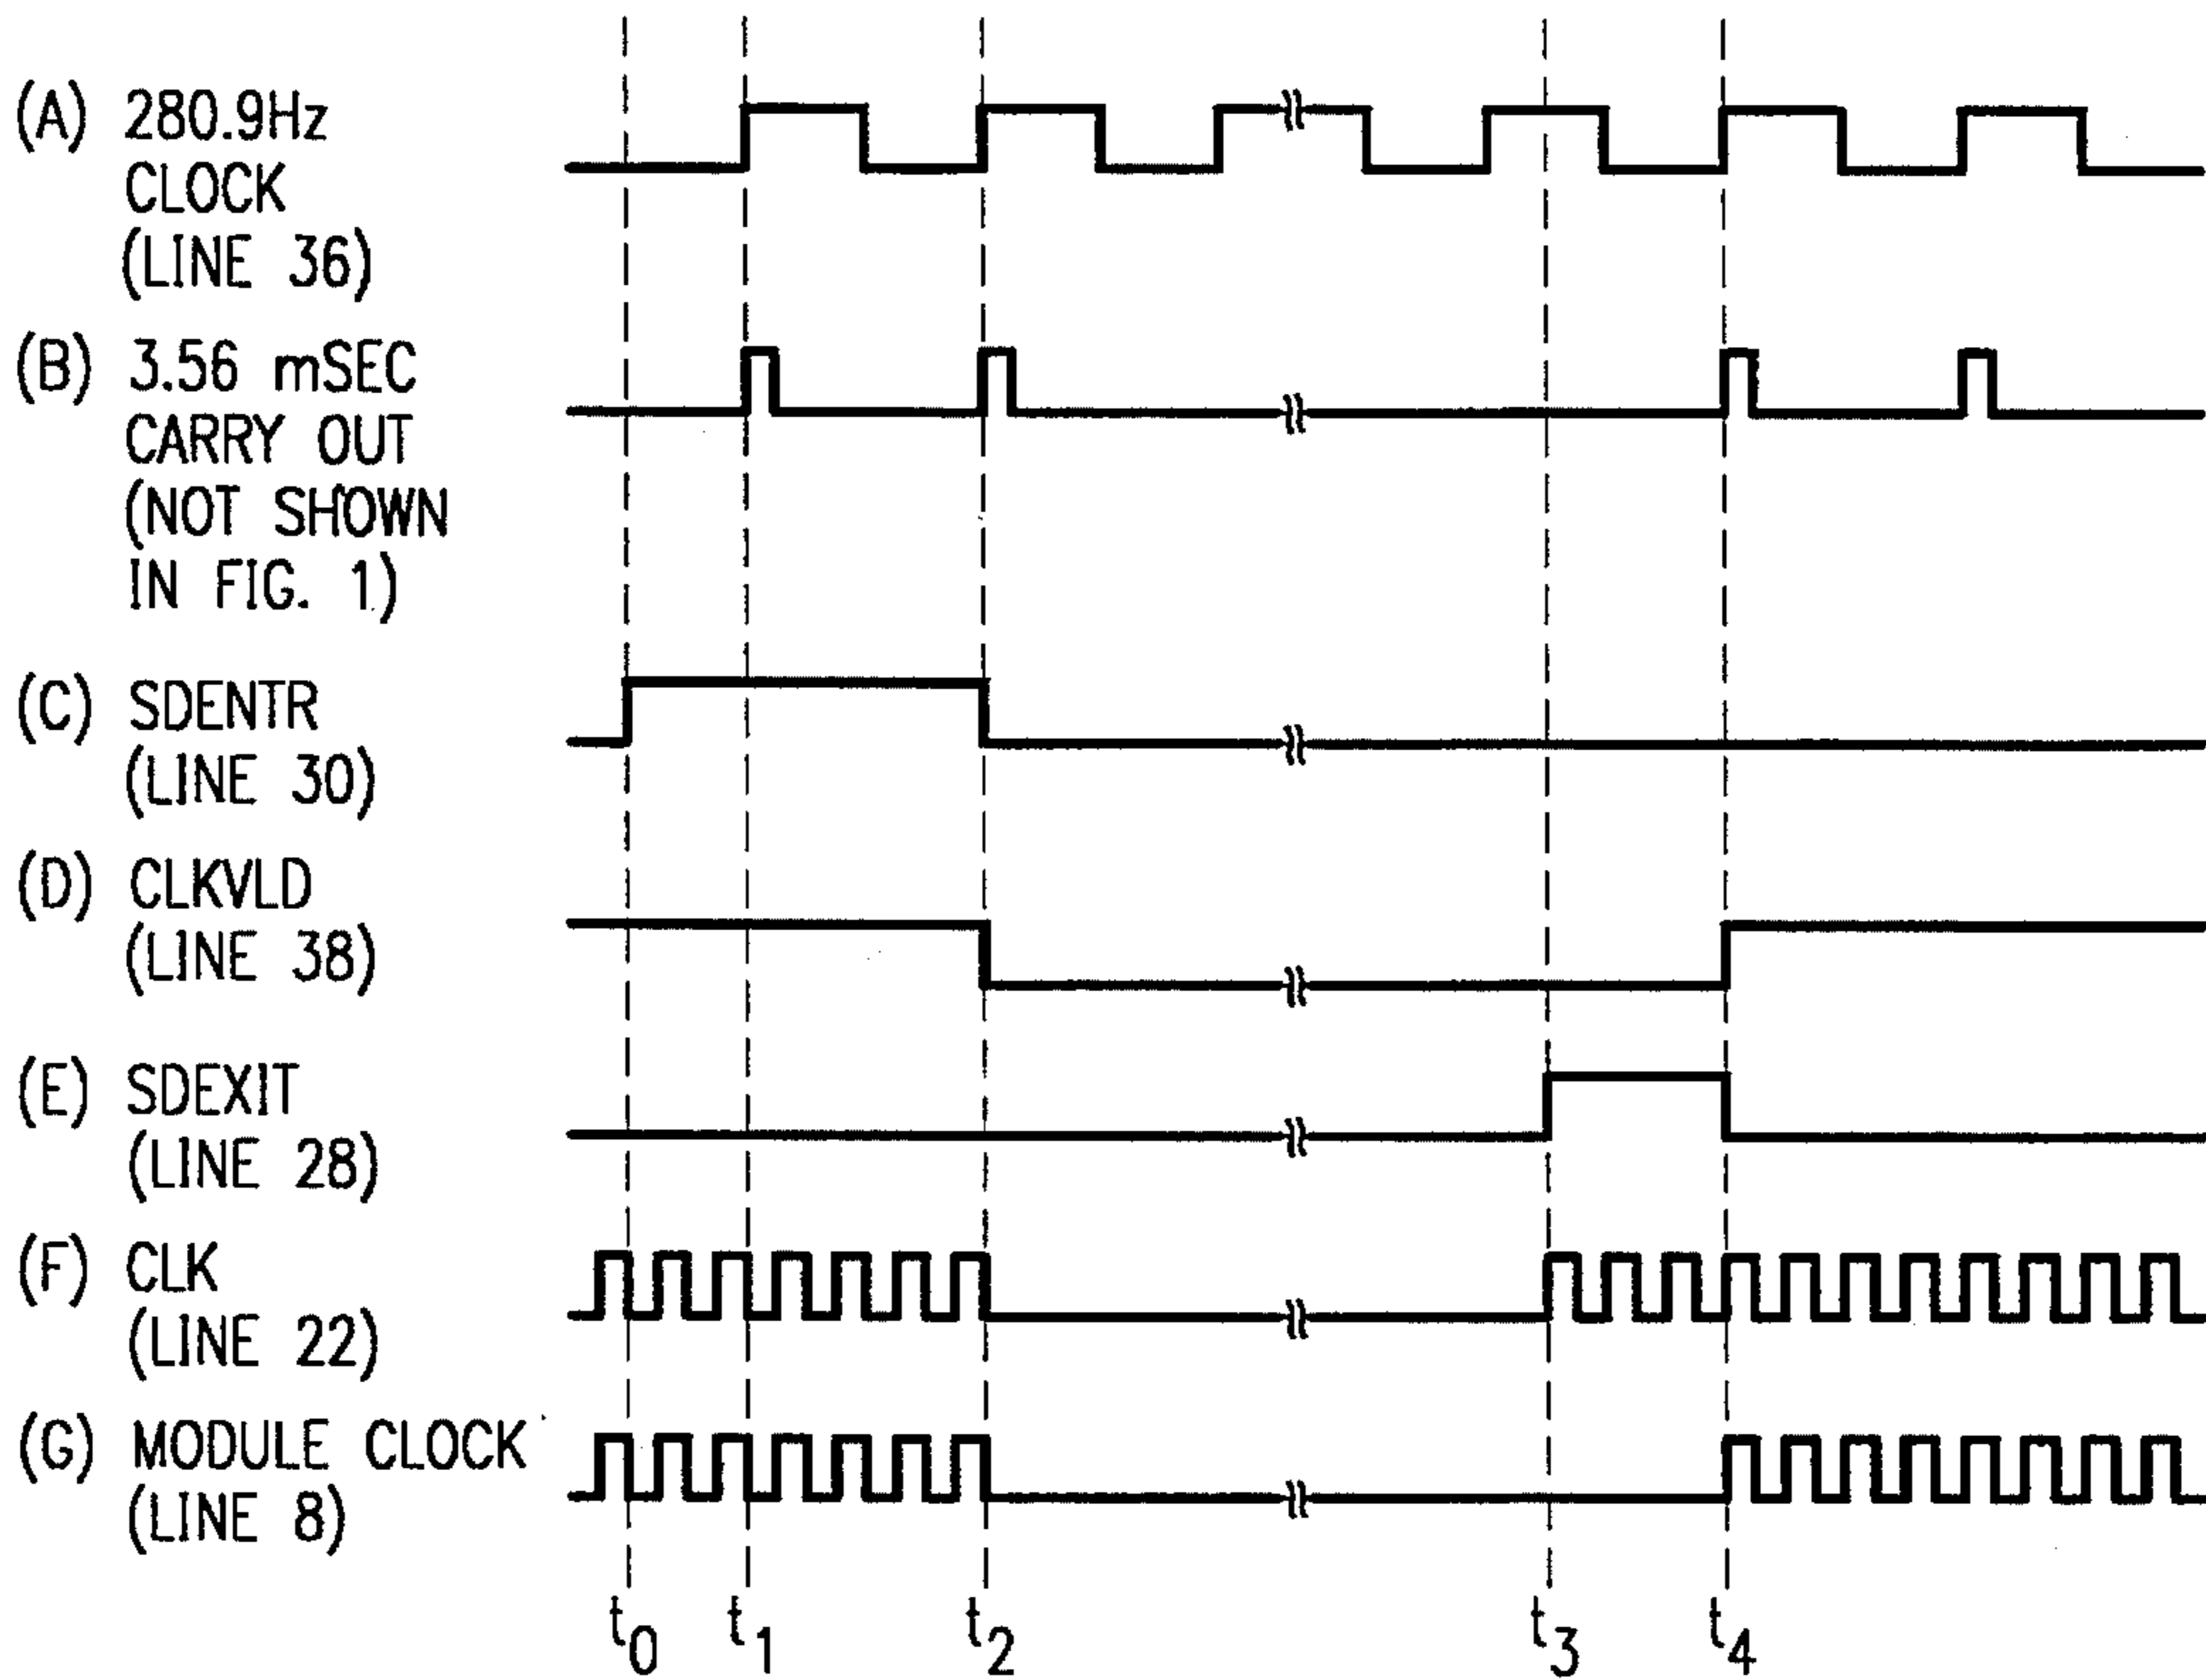 (A) 280.9Hz
CLOCK
(LINE 36)
(B) 3.56 mSEC
CARRY OUT
(NOT SHOWN
IN FIG. 1)
(C) SDENTR
(LINE 30)
(D) CLKVLD
(LINE 38)
(E) SDEXIT
(LINE 28)
(F) CLK
(LINE 22)
(G) MODULE CLOCK
(LINE 8)
t0 t1 t2 t3 t4